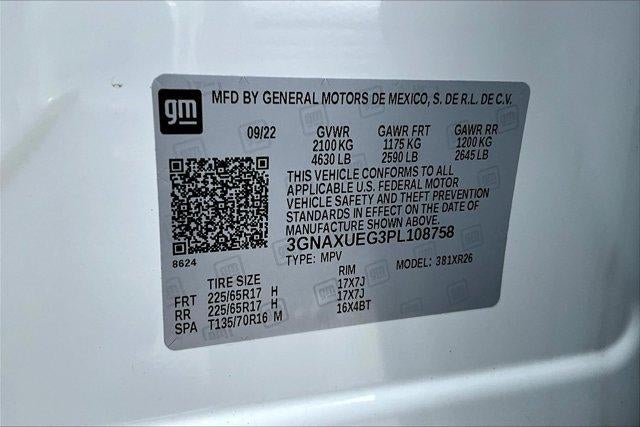 gm
MFD BY GENERAL MOTORS DE MEXICO, S. DE R.L. DE C.V.
09/22 GVWR GAWR FRT GAWR RR
2100 KG 1175 KG 1200 KG
4630 LB 2590 LB 2645 LB
THIS VEHICLE CONFORMS TO ALL
APPLICABLE U.S. FEDERAL MOTOR
VEHICLE SAFETY AND THEFT PREVENTION
STANDARDS IN EFFECT ON THE DATE OF
MANUFACTURE SHOWN ABOVE.
3GNAXUEG3PL108758
8624
TYPE: MPV MODEL: 381XR26
TIRE SIZE RIM
FRT 225/65R17 H 17X7J
RR 225/65R17 H 17X7J
SPA T135/70R16 M 16X4BT